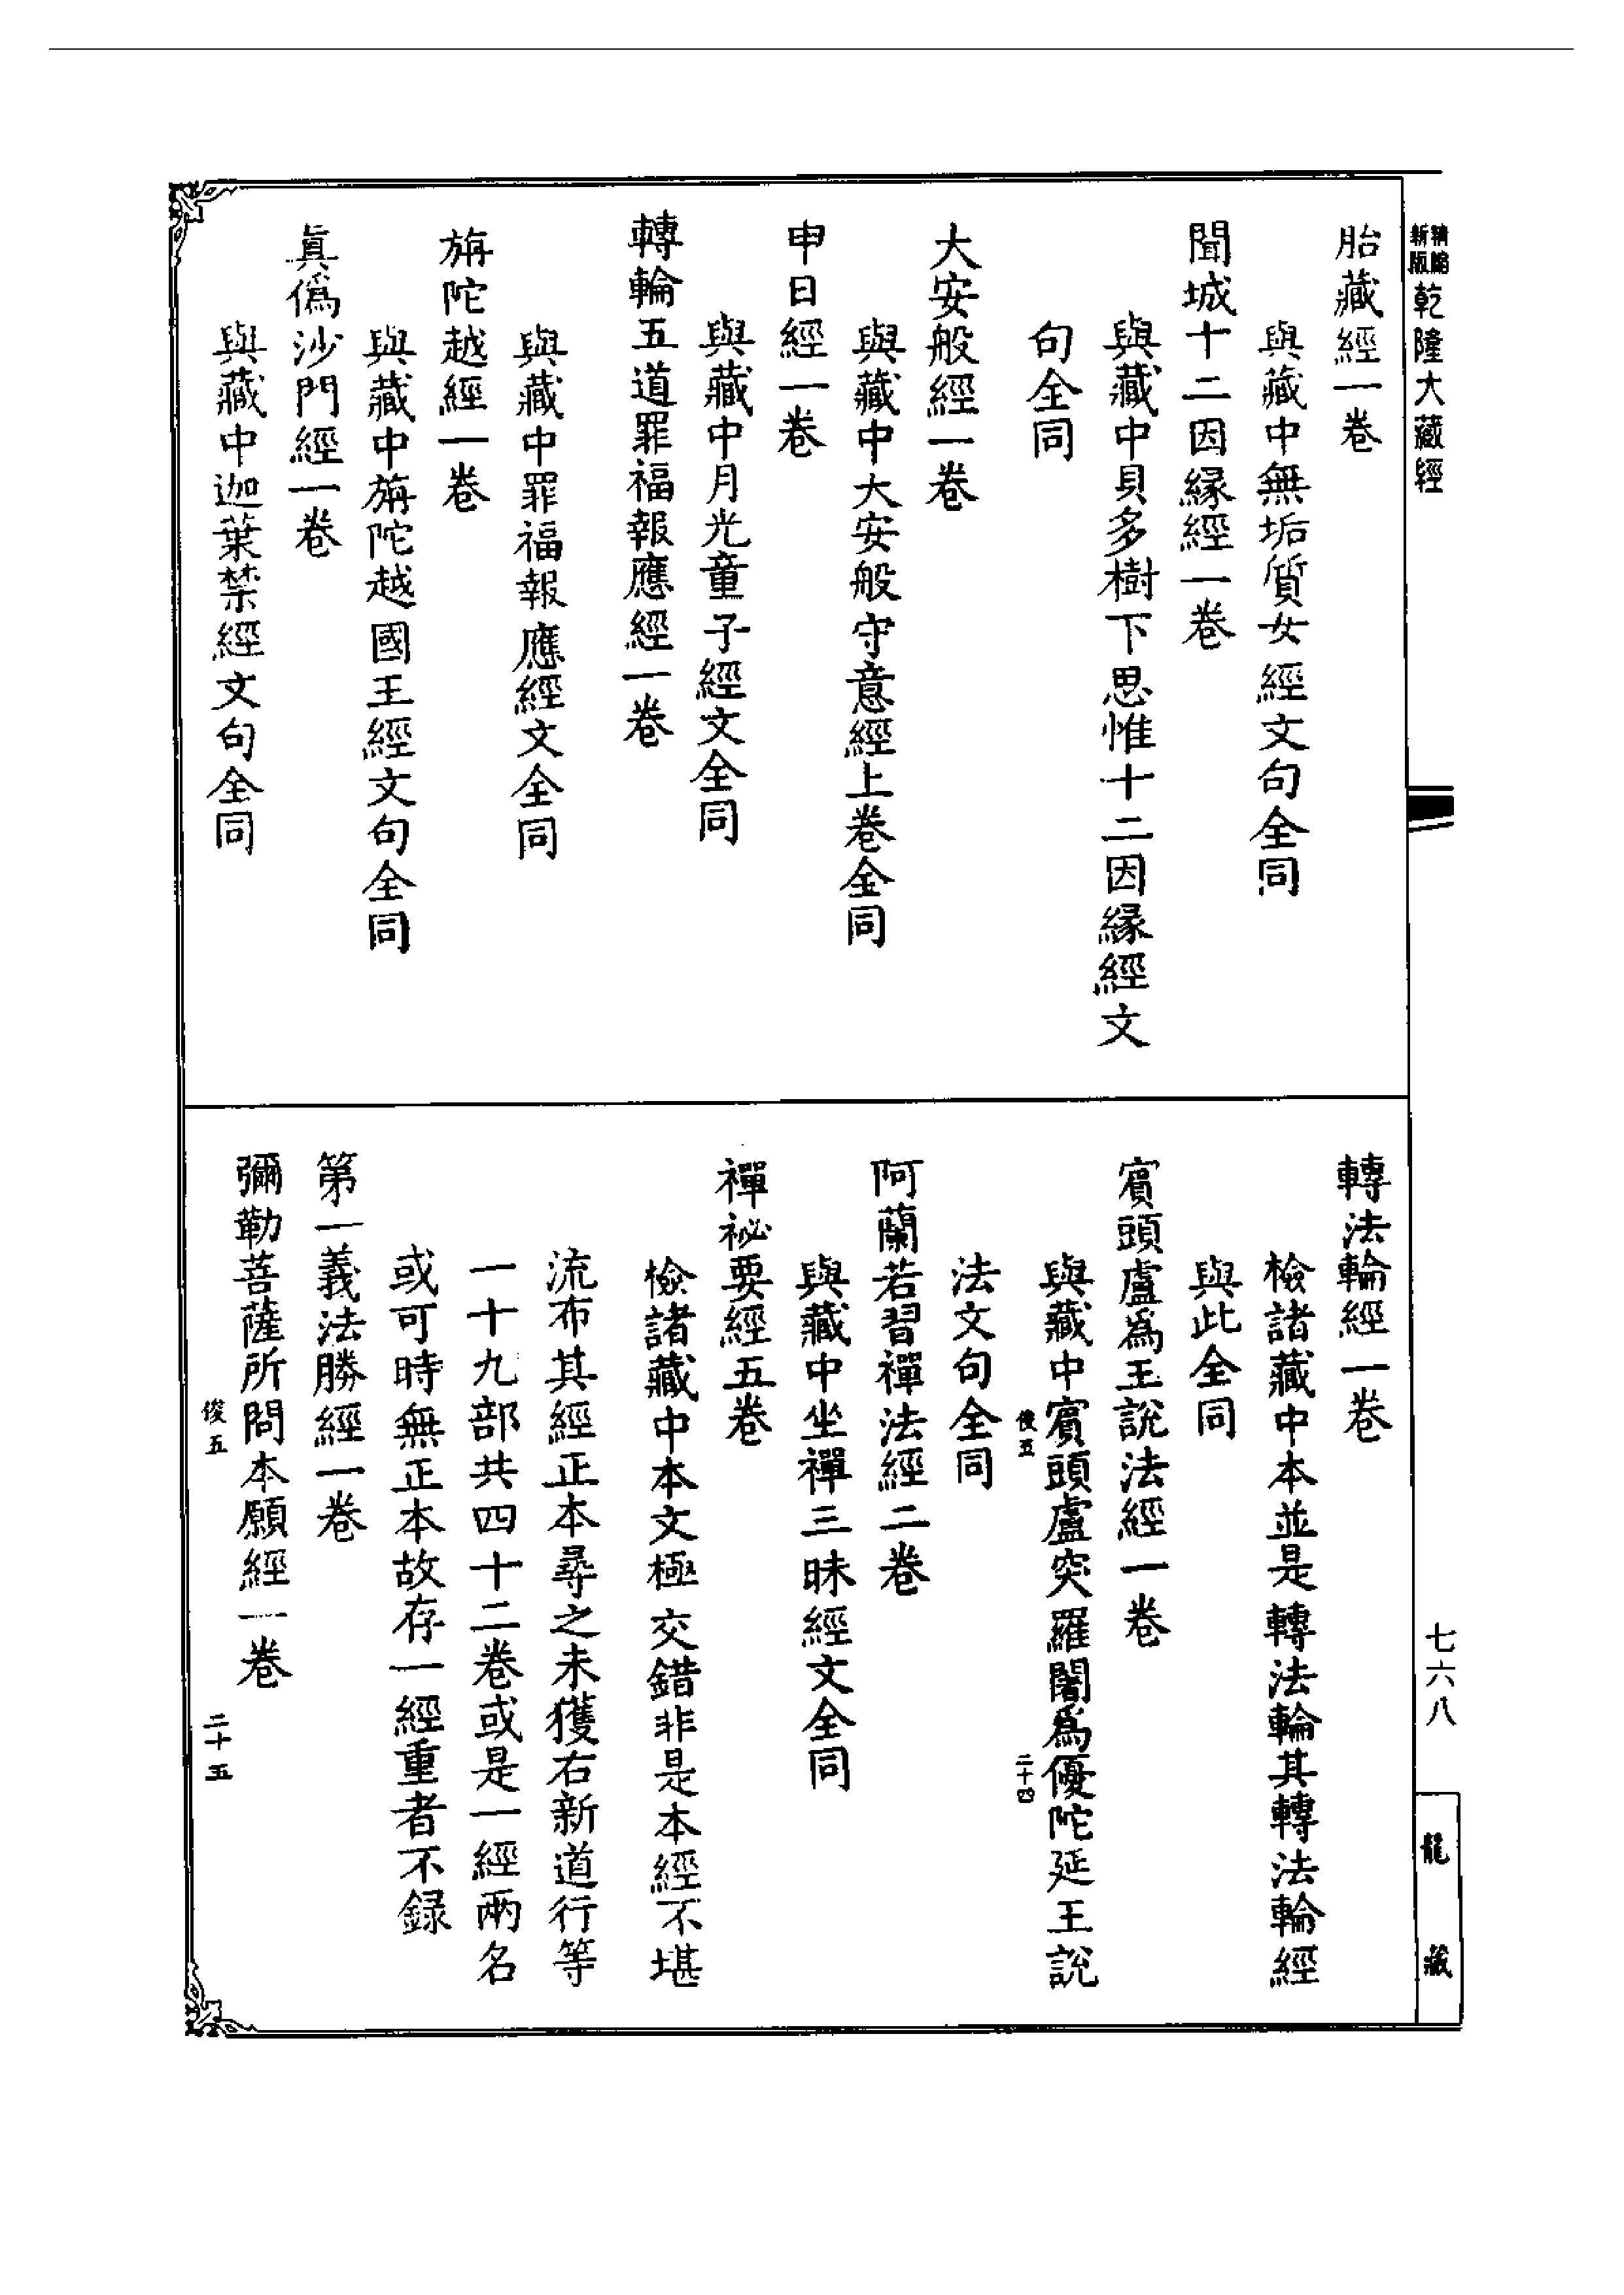 精縮新版乾隆大藏經
胎藏經一卷
與藏中無垢質女經文句全同
聞城十二因緣經一卷
與藏中貝多樹下思惟十二因緣經文
句全同
大安般經一卷
與藏中大安般守意經上卷全同
申日經一卷
與藏中月光童子經文全同
轉輪五道罪福報應經一卷
與藏中罪福報應經文全同
旃陀越經一卷
與藏中旃陀越國王經文句全同
眞偽沙門經一卷
與藏中迦葉禁經文句全同
轉法輪經一卷
檢諸藏中本並是轉法輪其轉法輪經
與此全同
賓頭盧爲王說法經一卷
與藏中賓頭盧突羅闍爲優陀延王說
俊五 二十四
法文句全同
阿蘭若習禪法經二卷
與藏中坐禪三昧經文全同
禪祕要經五卷
檢諸藏中本文極交錯非是本經不堪
流布其經正本尋之未獲右新道行等
一十九部共四十二卷或是一經兩名
或可時無正本故存一經重者不録
第一義法勝經一卷
彌勒菩薩所問本願經一卷
俊五 二十五
七六八
龍藏